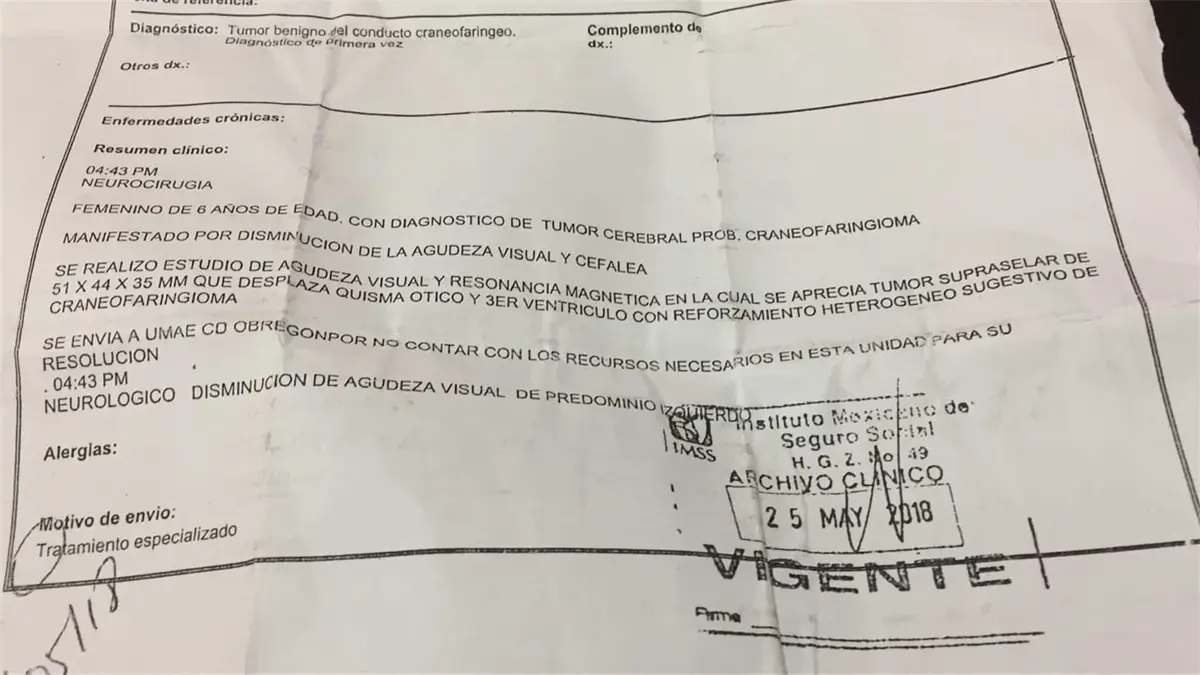 Diagnóstico: Tumor benigno del conducto craneofaringeo. Complemento de
Diagnóstico de Primera vez dx.:
Otros dx.:
Enfermedades crónicas:
Resumen clínico:
04:43 PM
NEUROCIRUGIA
FEMENINO DE 6 AÑOS DE EDAD. CON DIAGNOSTICO DE TUMOR CEREBRAL PROB. CRANEOFARINGIOMA
MANIFESTADO POR DISMINUCION DE LA AGUDEZA VISUAL Y CEFALEA
SE REALIZO ESTUDIO DE AGUDEZA VISUAL Y RESONANCIA MAGNETICA EN LA CUAL SE APRECIA TUMOR SUPRASELAR DE
51 X 44 X 35 MM QUE DESPLAZA QUISMA OTICO Y 3ER VENTRICULO CON REFORZAMIENTO HETEROGENEO SUGESTIVO DE
CRANEOFARINGIOMA
SE ENVIA A UMAE CD OBREGONPOR NO CONTAR CON LOS RECURSOS NECESARIOS EN ESTA UNIDAD PARA SU
RESOLUCION
. 04:43 PM
NEUROLOGICO DISMINUCION DE AGUDEZA VISUAL DE PREDOMINIO IZQUIERDO
Instituto Mexicano de
Seguro Social
IMSS
H. G. Z. No 49
Alergias:
ARCHIVO CLINICO
25 MAY 2018
Motivo de envio:
Tratamiento especializado
VIGENTE
Firma